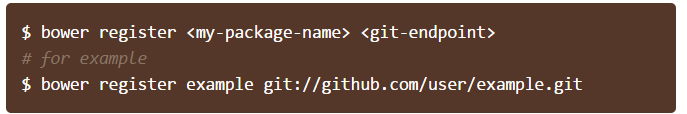 $ bower register <my-package-name> <git-endpoint>
# for example
$ bower register example git://github.com/user/example.git